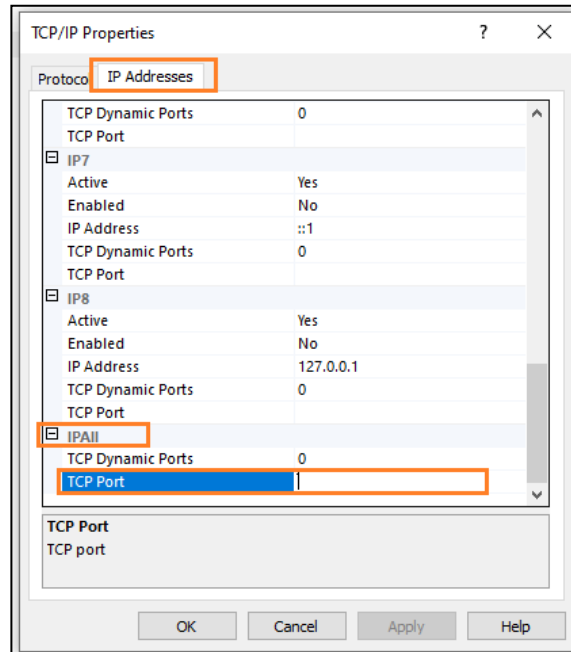 TCP/IP Properties ? ×
Protoco IP Addresses
TCP Dynamic Ports 0
TCP Port
IP7
Active Yes
Enabled No
IP Address ::1
TCP Dynamic Ports 0
TCP Port
IP8
Active Yes
Enabled No
IP Address 127.0.0.1
TCP Dynamic Ports 0
TCP Port
IPAll
TCP Dynamic Ports 0
TCP Port
TCP Port
TCP port
OK Cancel Apply Help